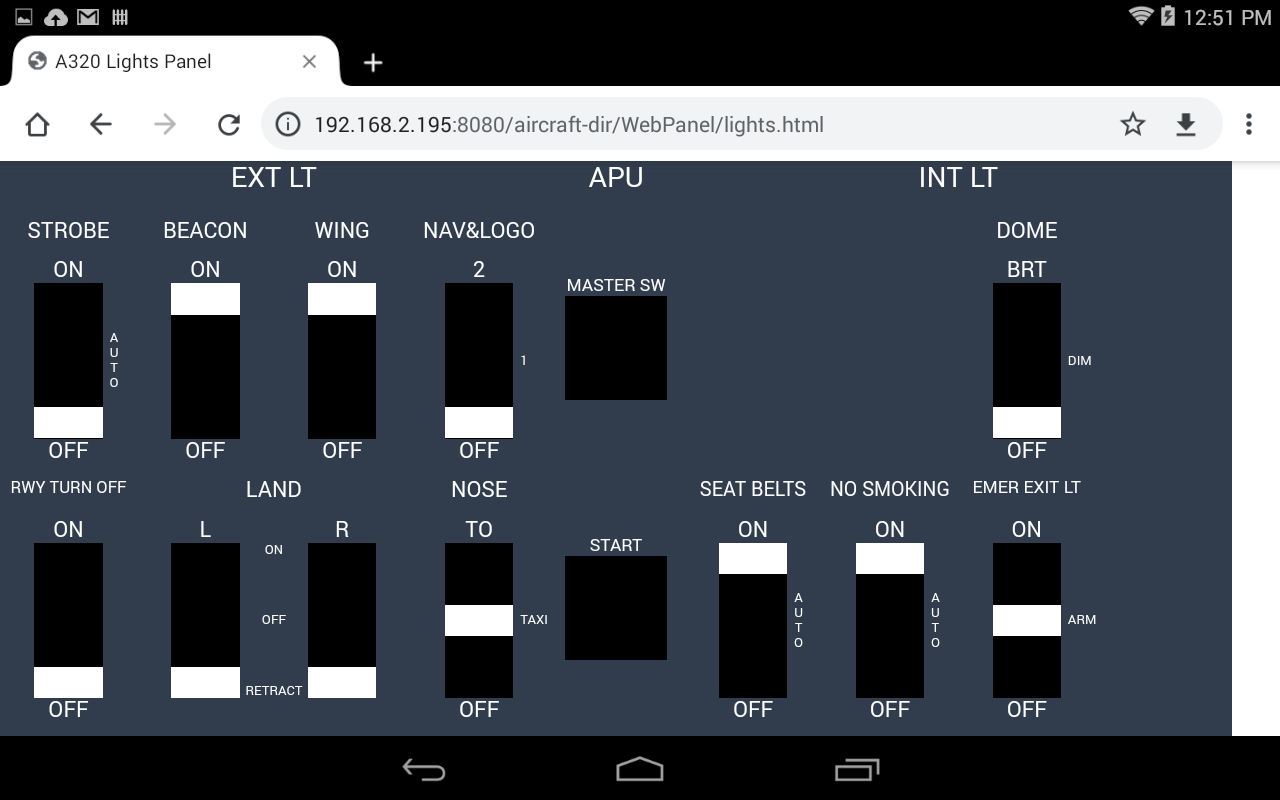 12:51 PM
A320 Lights Panel
192.168.2.195:8080/aircraft-dir/WebPanel/lights.html
EXT LT APU INT LT
STROBE BEACON WING NAV&LOGO DOME
ON ON ON 2 BRT
MASTER SW
AUTO 1 DIM
OFF OFF OFF OFF OFF
RWY TURN OFF LAND NOSE SEAT BELTS NO SMOKING EMER EXIT LT
ON L R TO ON ON ON
ON START
OFF TAXI AUTO AUTO ARM
RETRACT
OFF OFF OFF OFF OFF